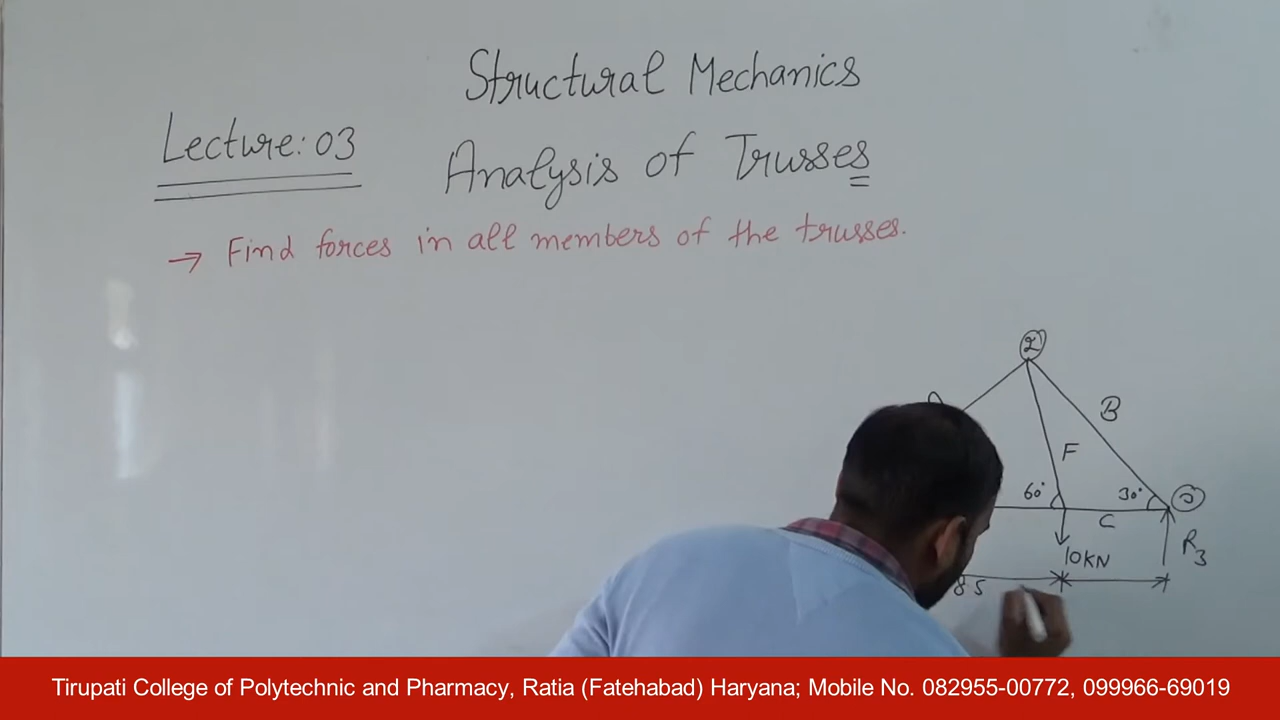 Structural Mechanics
Lecture: 03
Analysis of Trusses
→ Find forces in all members of the trusses.
2
B
F
60°
30°
3
C
10KN
R3
85
Tirupati College of Polytechnic and Pharmacy, Ratia (Fatehabad) Haryana; Mobile No. 082955-00772, 099966-69019